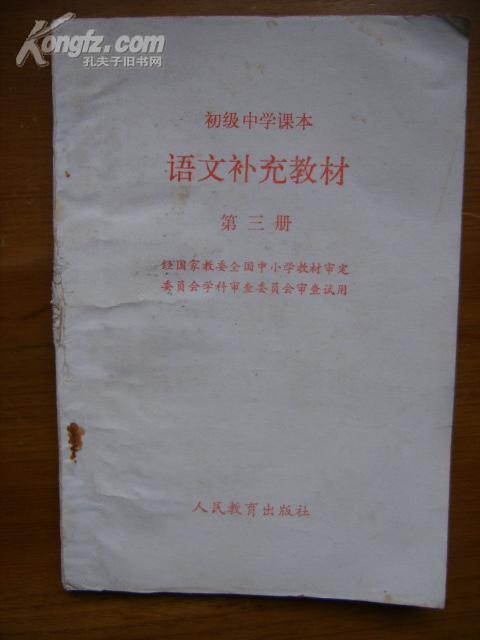 Kongfz.com
孔夫子旧书网
初级中学课本
语文补充教材
第三册
经国家教委全国中小学教材审定
委员会学科审查委员会审查试用
人民教育出版社